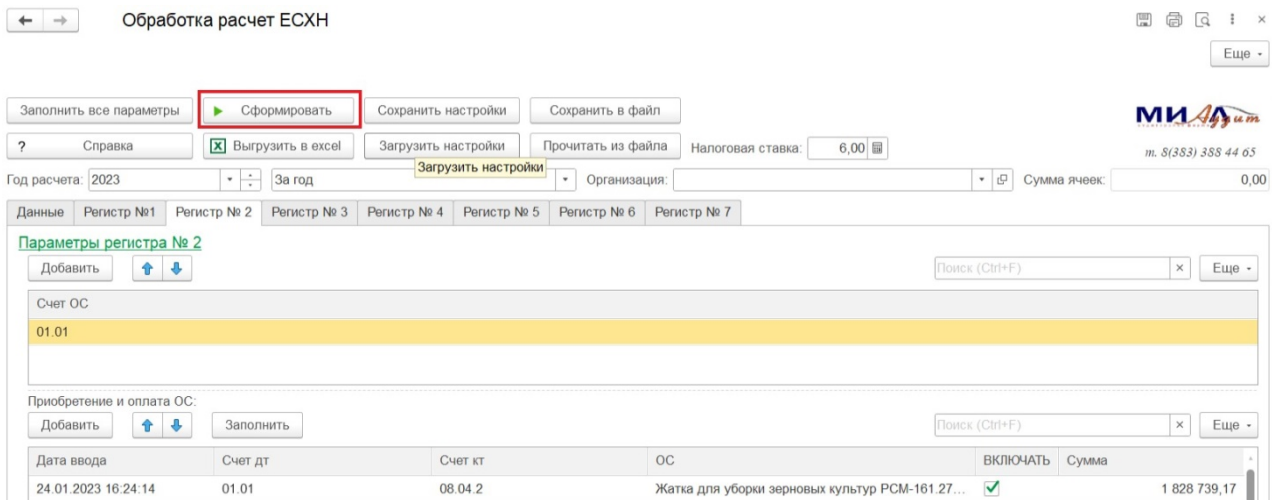 Обработка расчет ЕСХН
Еще
Заполнить все параметры Сформировать Сохранить настройки Сохранить в файл
МИ Аудит
? Справка Выгрузить в excel Загрузить настройки Прочитать из файла Налоговая ставка: 6,00
т. 8(383) 388 44 65
Загрузить настройки
Год расчета: 2023 За год Организация: Сумма ячеек: 0,00
Данные Регистр №1 Регистр № 2 Регистр № 3 Регистр № 4 Регистр № 5 Регистр № 6 Регистр № 7
Параметры регистра № 2
Добавить Поиск (Ctrl+F) × Еще
Счет ОС
01.01
Приобретение и оплата ОС:
Добавить Заполнить Поиск (Ctrl+F) × Еще
Дата ввода Счет дт Счет кт ОС ВКЛЮЧАТЬ Сумма
24.01.2023 16:24:14 01.01 08.04.2 Жатка для уборки зерновых культур РСМ-161.27... 1 828 739,17